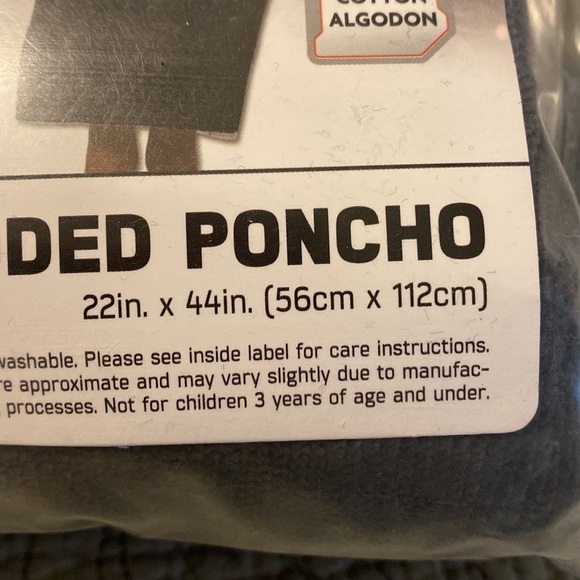 COTTON
ALGODON
DED PONCHO
22in. x 44in. (56cm x 112cm)
washable. Please see inside label for care instructions.
re approximate and may vary slightly due to manufac-
processes. Not for children 3 years of age and under.